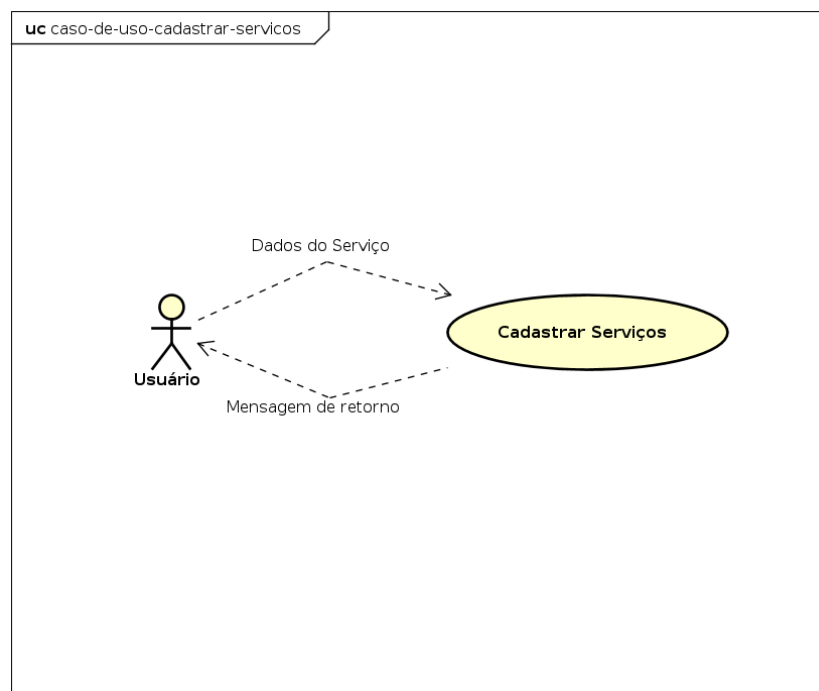 uc caso-de-uso-cadastrar-servicos
Dados do Serviço
Cadastrar Serviços
Usuário
Mensagem de retorno